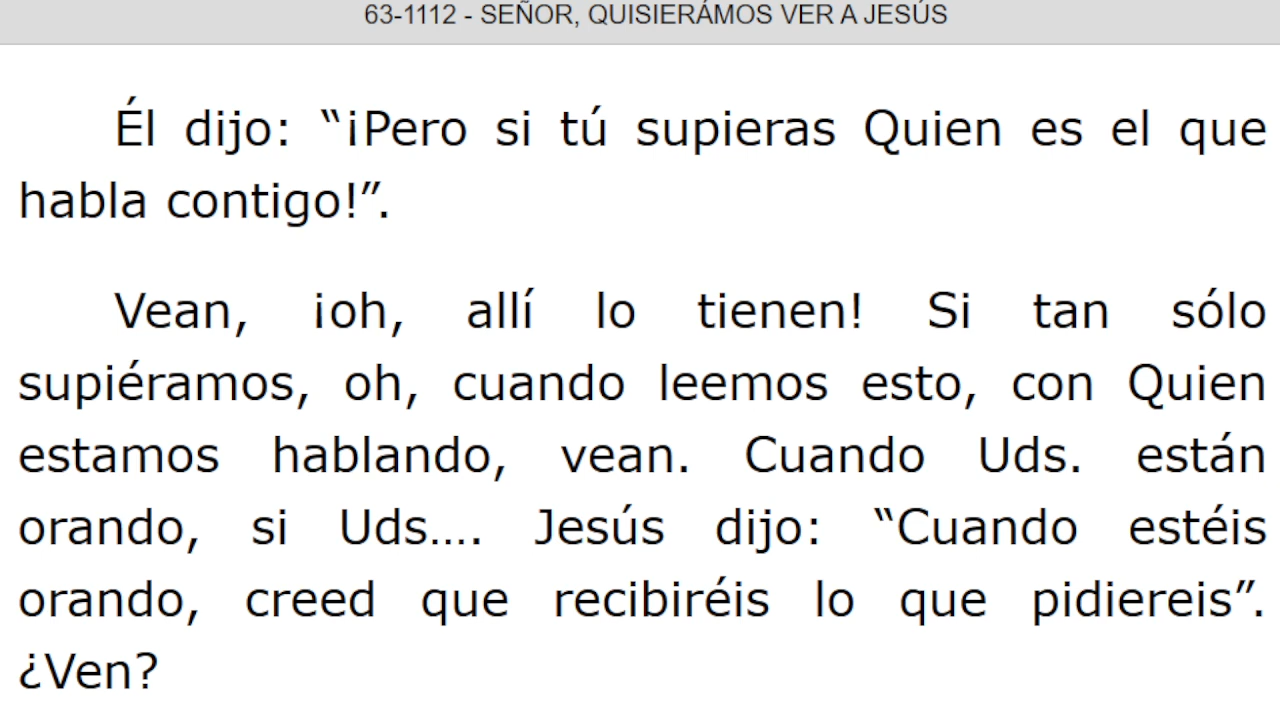 63-1112 - SEÑOR, QUISIERÁMOS VER A JESÚS
Él dijo: “¡Pero si tú supieras Quien es el que
habla contigo!”.
Vean, ¡oh, allí lo tienen! Si tan sólo
supiéramos, oh, cuando leemos esto, con Quien
estamos hablando, vean. Cuando Uds. están
orando, si Uds.... Jesús dijo: “Cuando estéis
orando, creed que recibiréis lo que pidiereis”.
¿Ven?